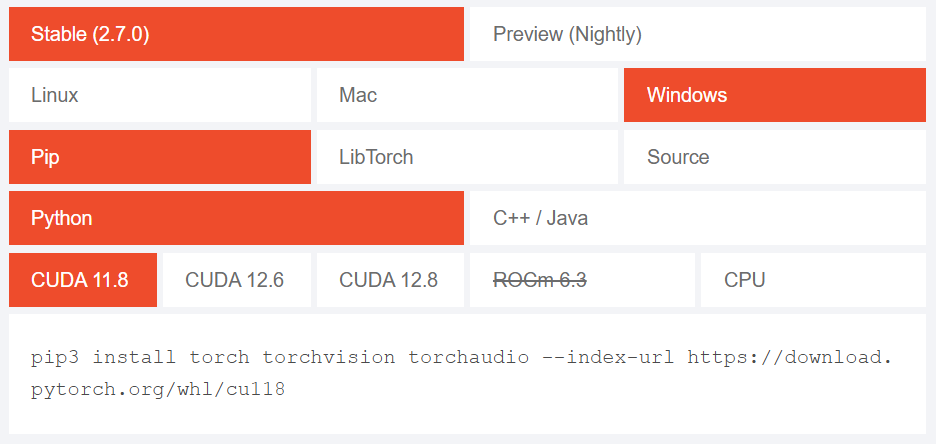 Stable (2.7.0) Preview (Nightly)
Linux Mac Windows
Pip LibTorch Source
Python C++ / Java
CUDA 11.8 CUDA 12.6 CUDA 12.8 ROCm 6.3 CPU
pip3 install torch torchvision torchaudio --index-url https://download.
pytorch.org/whl/cu118